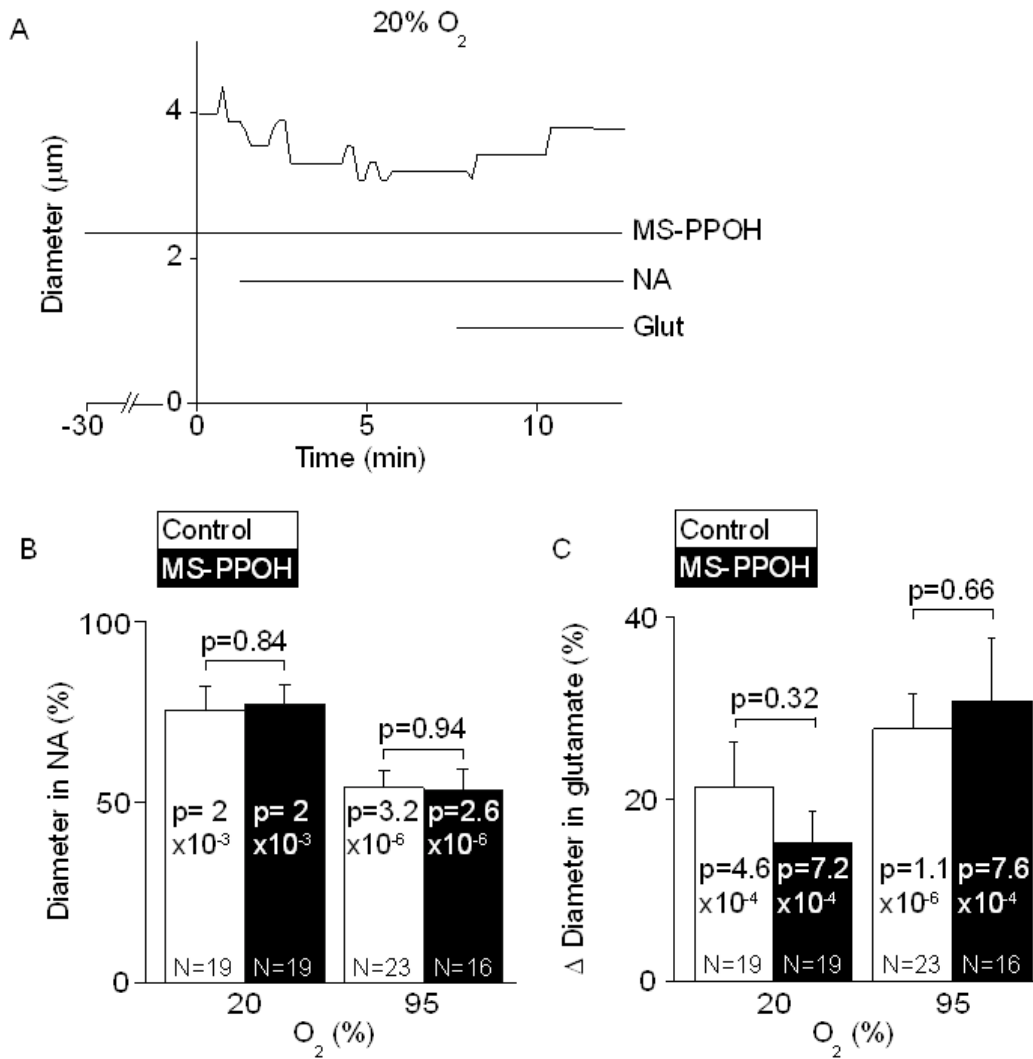 A
20% O₂
Diameter (µm)
4
2
0
MS-PPOH
NA
Glut
-30
0
5
10
Time (min)
B
Control
MS-PPOH
Diameter in NA (%)
100
50
0
p=0.84
p=0.94
p= 2
x10⁻³
p= 2
x10⁻³
p=3.2
x10⁻⁶
p=2.6
x10⁻⁶
N=19
N=19
N=23
N=16
20
95
O₂ (%)
C
Control
MS-PPOH
Δ Diameter in glutamate (%)
40
20
0
p=0.32
p=0.66
p=4.6
x10⁻⁴
p=7.2
x10⁻⁴
p=1.1
x10⁻⁶
p=7.6
x10⁻⁴
N=19
N=19
N=23
N=16
20
95
O₂ (%)